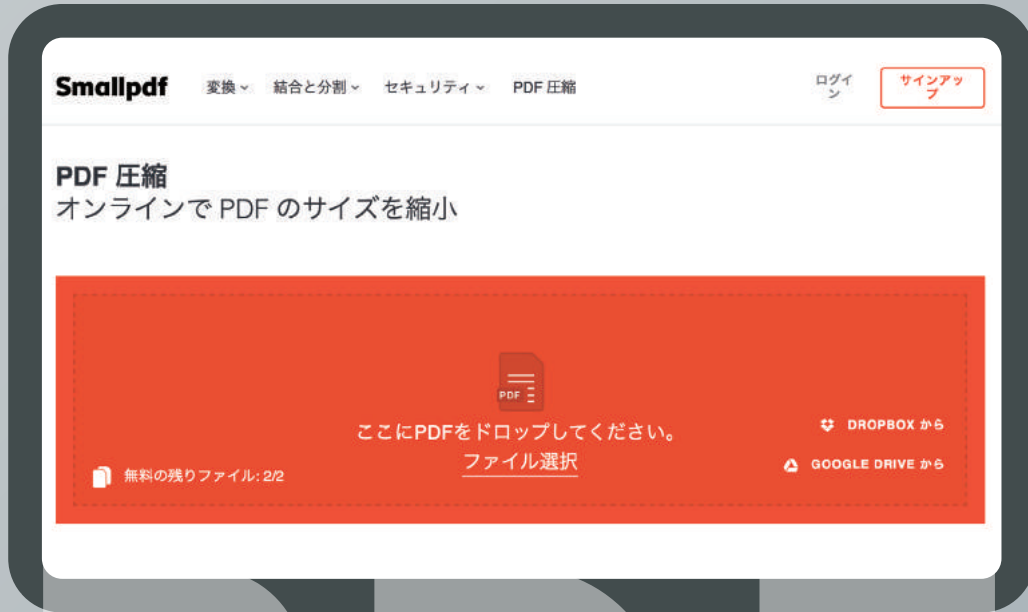 Smallpdf 変換 結合と分割 セキュリティ PDF 圧縮 ログイ
ン サインアッ
プ
PDF 圧縮
オンラインで PDF のサイズを縮小
PDF
ここにPDFをドロップしてください。
ファイル選択
無料の残りファイル: 2/2
DROPBOX から
GOOGLE DRIVE から